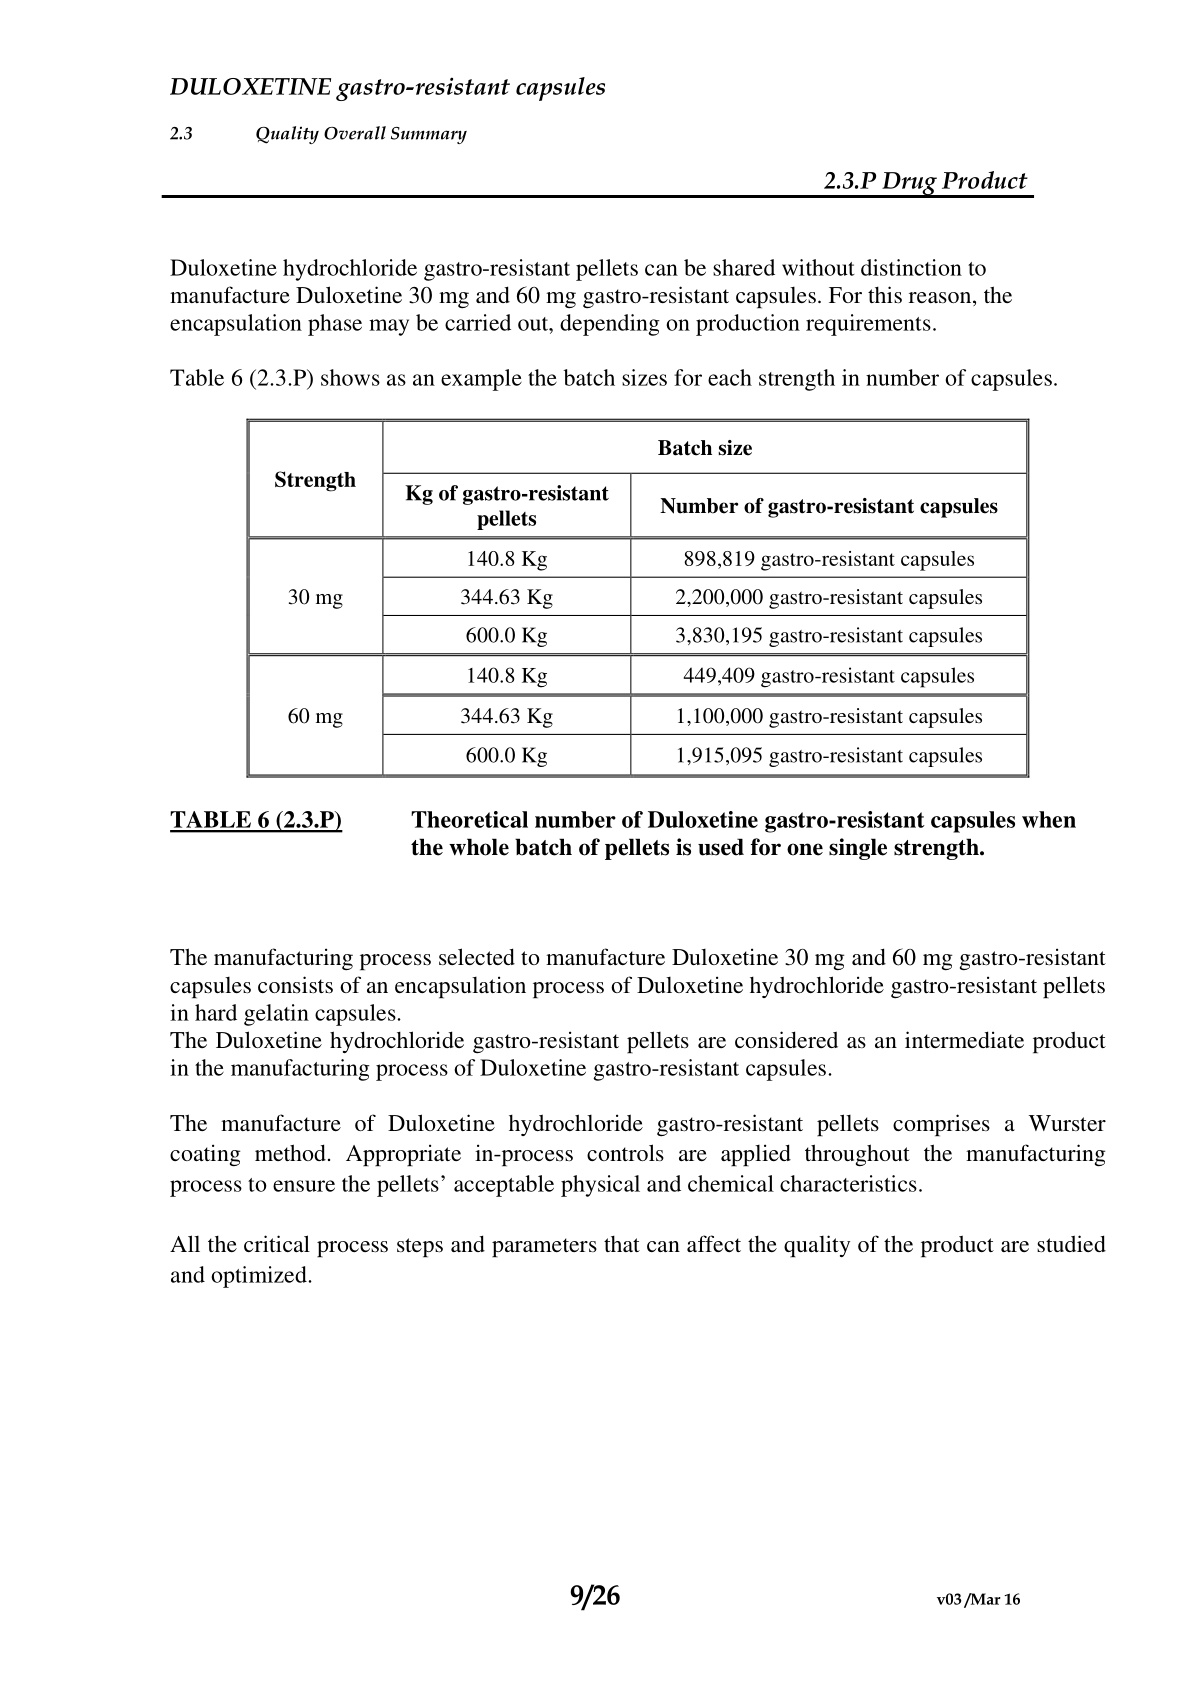 DULOXETINE gastro-resistant capsules
2.3 Quality Overall Summary
2.3.P Drug Product
Duloxetine hydrochloride gastro-resistant pellets can be shared without distinction to
manufacture Duloxetine 30 mg and 60 mg gastro-resistant capsules. For this reason, the
encapsulation phase may be carried out, depending on production requirements.
Table 6 (2.3.P) shows as an example the batch sizes for each strength in number of capsules.
Strength
Batch size
Kg of gastro-resistant
pellets
Number of gastro-resistant capsules
30 mg
140.8 Kg 898,819 gastro-resistant capsules
344.63 Kg 2,200,000 gastro-resistant capsules
600.0 Kg 3,830,195 gastro-resistant capsules
60 mg
140.8 Kg 449,409 gastro-resistant capsules
344.63 Kg 1,100,000 gastro-resistant capsules
600.0 Kg 1,915,095 gastro-resistant capsules
TABLE 6 (2.3.P) Theoretical number of Duloxetine gastro-resistant capsules when
the whole batch of pellets is used for one single strength.
The manufacturing process selected to manufacture Duloxetine 30 mg and 60 mg gastro-resistant
capsules consists of an encapsulation process of Duloxetine hydrochloride gastro-resistant pellets
in hard gelatin capsules.
The Duloxetine hydrochloride gastro-resistant pellets are considered as an intermediate product
in the manufacturing process of Duloxetine gastro-resistant capsules.
The manufacture of Duloxetine hydrochloride gastro-resistant pellets comprises a Wurster
coating method. Appropriate in-process controls are applied throughout the manufacturing
process to ensure the pellets’ acceptable physical and chemical characteristics.
All the critical process steps and parameters that can affect the quality of the product are studied
and optimized.
9/26 v03 /Mar 16